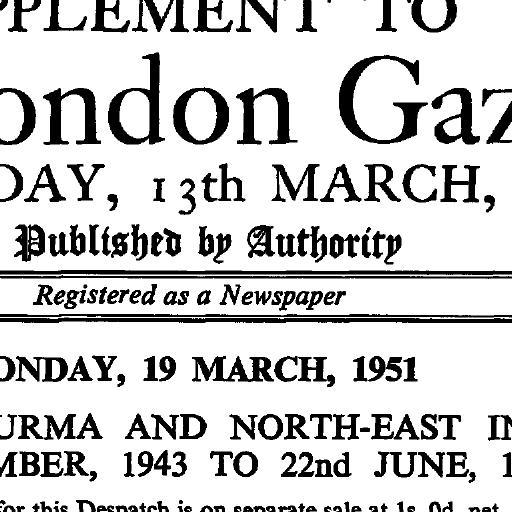 PPLEMENT TO
ondon Gaz
DAY, 13th MARCH,
Published by Authority
Registered as a Newspaper
ONDAY, 19 MARCH, 1951
URMA AND NORTH-EAST IN
MBER, 1943 TO 22nd JUNE, 1
for this Despatch is on separate sale at 1s. 0d. net